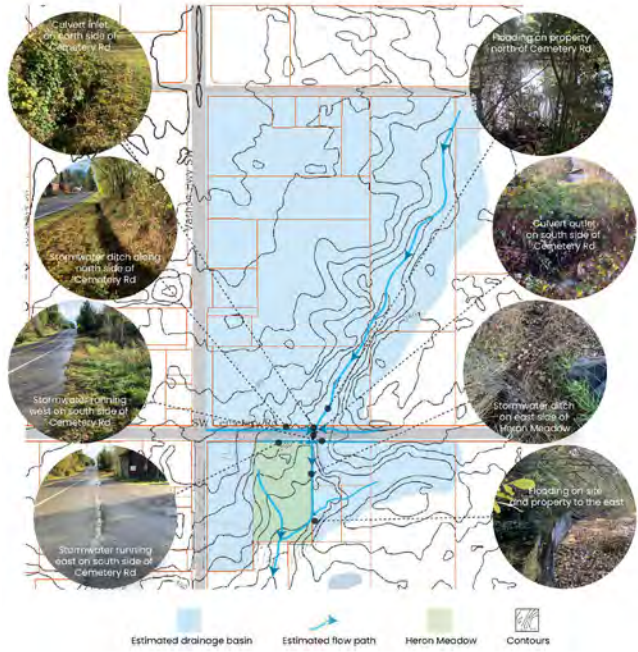 Culvert inlet
on north side of
Cemetery Rd
Flooding on property
north of Cemetery Rd
Vashon Hwy SW
Stormwater ditch along
north side of
Cemetery Rd
Culvert outlet
on south side of
Cemetery Rd
Stormwater running
west on south side of
Cemetery Rd
SW Cemetery Rd
Stormwater ditch
on east side of
Heron Meadow
Stormwater running
east on south side of
Cemetery Rd
Flooding on site
and property to the east
Estimated drainage basin
Estimated flow path
Heron Meadow
Contours